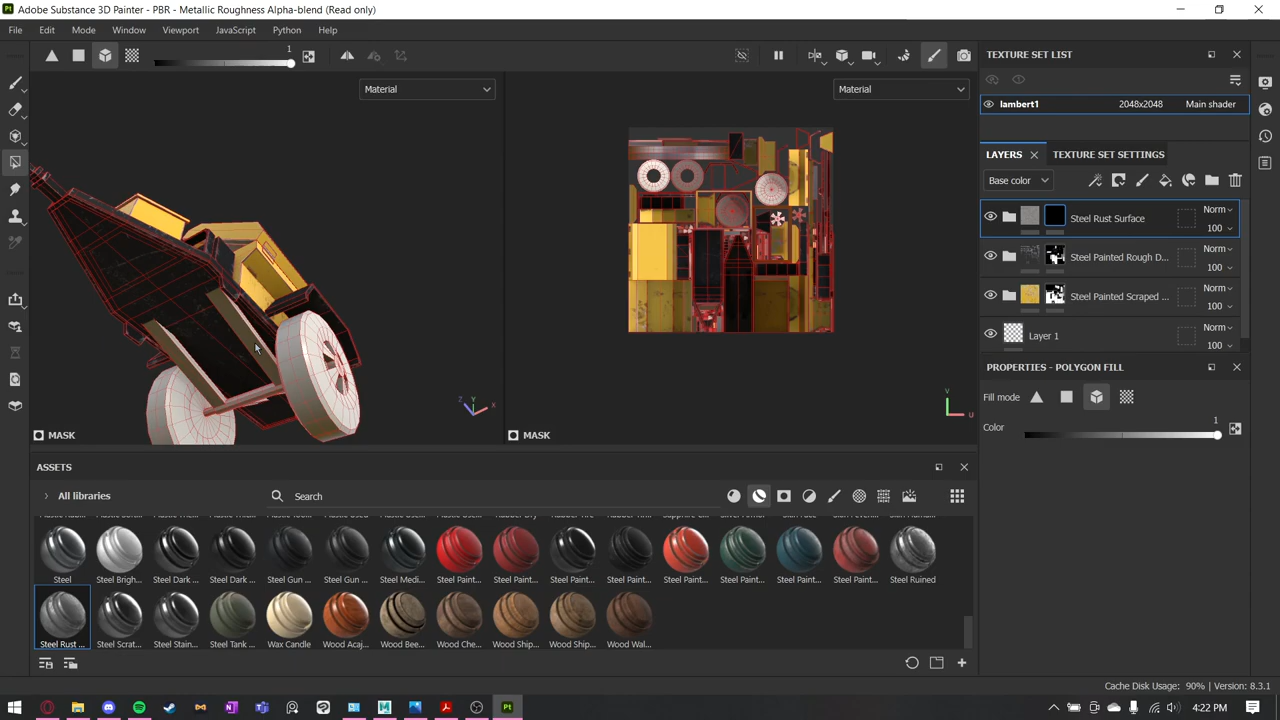 Adobe Substance 3D Painter - PBR - Metallic Roughness Alpha-blend (Read only)
File Edit Mode Window Viewport JavaScript Python Help
1
Material
Material
TEXTURE SET LIST
lambert1 2048x2048 Main shader
LAYERS TEXTURE SET SETTINGS
Base color
Steel Rust Surface Norm 100
Steel Painted Rough D... Norm 100
Steel Painted Scraped ... Norm 100
Layer 1 Norm 100
PROPERTIES - POLYGON FILL
Fill mode
Color 1
Z Y X
V U
MASK
MASK
ASSETS
All libraries Search
Steel Steel Brigh... Steel Dark ... Steel Dark ... Steel Gun ... Steel Gun ... Steel Medi... Steel Paint... Steel Paint... Steel Paint... Steel Paint... Steel Paint... Steel Paint... Steel Paint... Steel Paint... Steel Ruined
Steel Rust ... Steel Scrat... Steel Stain... Steel Tank ... Wax Candle Wood Acaj... Wood Bee... Wood Che... Wood Ship... Wood Ship... Wood Wal...
Cache Disk Usage: 90% | Version: 8.3.1
4:22 PM